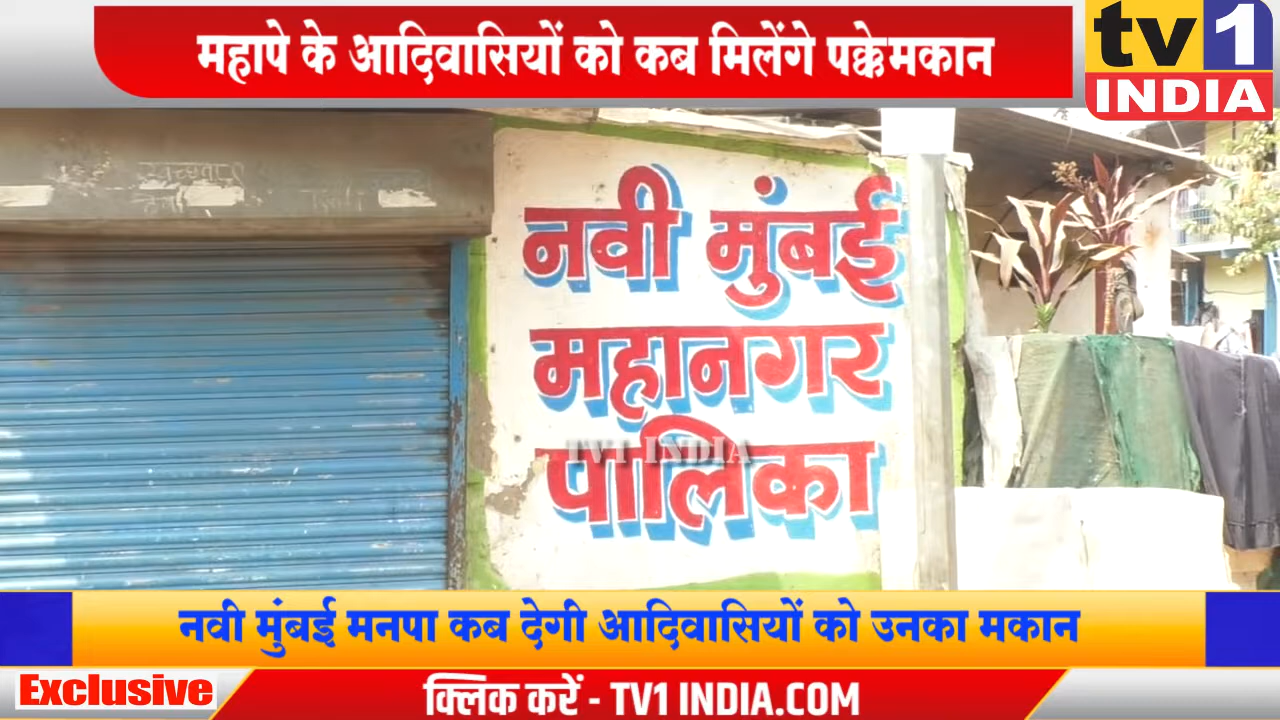 महापे के आदिवासियों को कब मिलेंगे पक्केमकान
tv1
INDIA
नवी मुंबई
महानगर
पालिका
TV1 INDIA
नवी मुंबई मनपा कब देगी आदिवासियों को उनका मकान
Exclusive
क्लिक करें - TV1 INDIA.COM